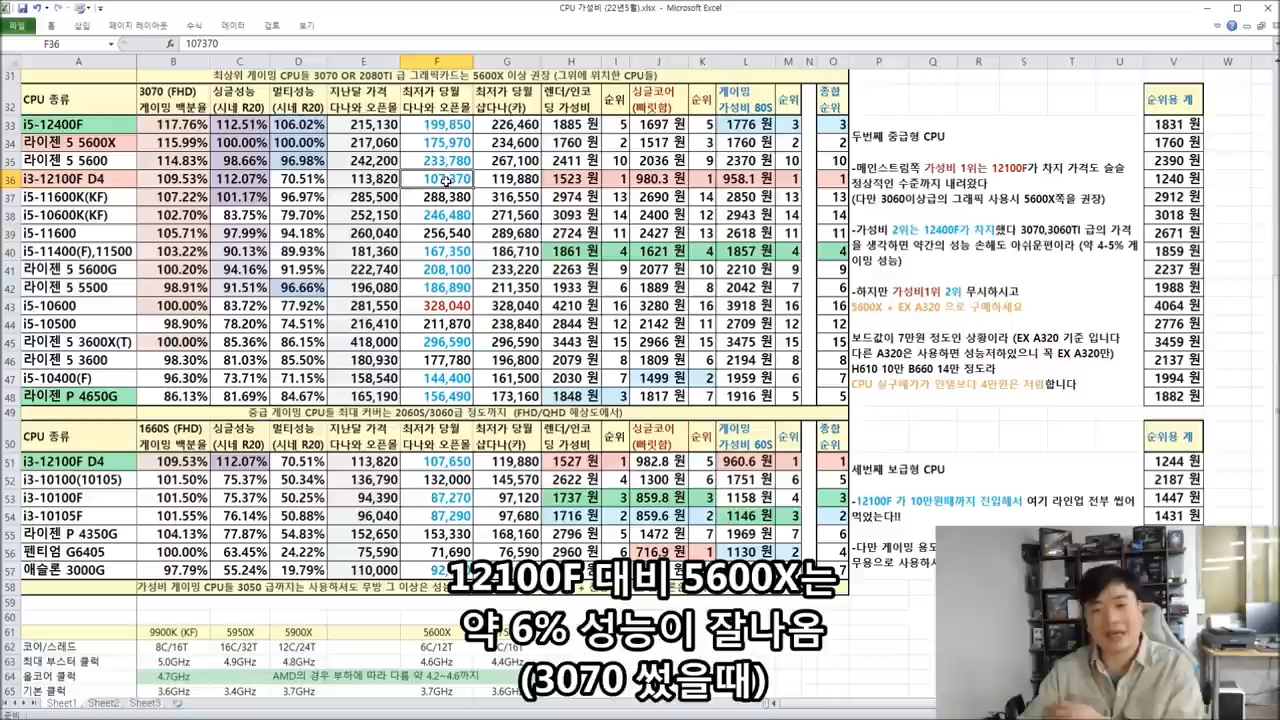 CPU 가성비 (22년5월).xlsx - Microsoft Excel
파일 홈 삽입 페이지 레이아웃 수식 데이터 검토 보기
F36 fx 107370
A B C D E F G H I J K L M N O P Q R S T U V W
31 최상위 게이밍 CPU들 3070 OR 2080TI 급 그래픽카드는 5600X 이상 권장 (그위에 위치한 CPU들)
32 CPU 종류 3070 (FHD) 게이밍 백분율 싱글성능 (시네 R20) 멀티성능 (시네 R20) 지난달 가격 다나와 오픈몰 최저가 당월 다나와 오픈몰 최저가 당월 샵다나(카) 렌더/인코딩 가성비 순위 싱글코어 (빠릿함) 순위 게이밍 가성비 80S 순위 종합 순위 순위용 계
33 i5-12400F 117.76% 112.51% 106.02% 215,130 199,850 226,460 1885 원 5 1697 원 5 1776 원 3 3 1831 원
34 라이젠 5 5600X 115.99% 100.00% 100.00% 217,060 175,970 234,600 1760 원 2 1517 원 3 1760 원 2 2 1760 원
35 라이젠 5 5600 114.83% 98.66% 96.98% 242,200 233,780 267,100 2411 원 10 2036 원 9 2370 원 10 10 2390 원
36 i3-12100F D4 109.53% 112.07% 70.51% 113,820 107,370 119,880 1523 원 1 980.3 원 1 958.1 원 1 1 1240 원
37 i5-11600K(KF) 107.22% 101.17% 96.97% 285,500 288,380 316,550 2974 원 13 2690 원 14 2850 원 13 13 2912 원
38 i5-10600K(KF) 102.70% 83.75% 79.70% 252,150 246,480 271,560 3093 원 14 2400 원 12 2943 원 14 14 3018 원
39 i5-11600 105.71% 97.99% 94.18% 260,040 256,540 289,680 2724 원 11 2427 원 13 2618 원 11 11 2671 원
40 i5-11400(F),11500 103.22% 90.13% 89.93% 181,360 167,350 186,710 1861 원 4 1621 원 4 1857 원 4 4 1859 원
41 라이젠 5 5600G 100.20% 94.16% 91.95% 222,740 208,100 233,220 2263 원 9 2077 원 10 2210 원 9 9 2237 원
42 라이젠 5 5500 98.91% 91.51% 96.66% 196,080 186,890 218,600 1933 원 6 1889 원 8 2042 원 7 6 1988 원
43 i5-10600 100.00% 83.72% 77.92% 281,550 328,040 328,040 4210 원 16 3280 원 16 3918 원 16 16 4064 원
44 i5-10500 98.90% 78.20% 74.51% 216,410 211,870 238,840 2844 원 12 2142 원 11 2709 원 12 12 2776 원
45 라이젠 5 3600X(T) 100.00% 85.36% 86.15% 418,000 296,590 296,590 3443 원 15 2966 원 15 3475 원 15 15 3459 원
46 라이젠 5 3600 98.30% 81.03% 85.50% 180,930 177,780 196,800 2079 원 8 1809 원 6 2194 원 8 8 2137 원
47 i5-10400(F) 96.30% 73.71% 71.15% 158,540 144,400 161,500 2030 원 7 1499 원 2 1959 원 6 7 1994 원
48 라이젠 P 4650G 86.13% 81.69% 84.67% 165,190 156,490 173,160 1848 원 3 1817 원 7 1916 원 5 5 1882 원
49 중급 게이밍 CPU들 최대 커버는 2060S/3060급 정도까지 (FHD/QHD 해상도에서)
50 CPU 종류 1660S (FHD) 게이밍 백분율 싱글성능 (시네 R20) 멀티성능 (시네 R20) 지난달 가격 다나와 오픈몰 최저가 당월 다나와 오픈몰 최저가 당월 샵다나(카) 렌더/인코딩 가성비 순위 싱글코어 (빠릿함) 순위 게이밍 가성비 60S 순위 종합 순위 순위용 계
51 i3-12100F D4 109.53% 112.07% 70.51% 113,820 107,650 119,880 1527 원 1 982.8 원 5 960.6 원 1 1 1244 원
52 i3-10100(10105) 101.50% 75.37% 50.34% 136,790 132,000 145,570 2622 원 4 1300 원 6 1751 원 6 5 2187 원
53 i3-10100F 101.50% 75.37% 50.25% 94,390 87,270 97,120 1737 원 3 859.8 원 3 1158 원 4 3 1447 원
54 i3-10105F 101.55% 76.14% 50.88% 96,040 87,290 97,680 1716 원 2 859.6 원 2 1146 원 3 2 1431 원
55 라이젠 P 4350G 104.13% 77.87% 54.83% 152,650 153,330 168,160 2796 원 5 1472 원 7 1969 원 7 6
56 펜티엄 G6405 100.00% 63.45% 24.22% 75,590 71,690 76,590 2960 원 6 716.9 원 1 1130 원 2 4
57 애슬론 3000G 97.79% 55.24% 19.79% 110,000 92,
58 가성비 게이밍 CPU들 3050 급까지는 사용하셔도 무방 그 이상은 성능
59
60
61 9900K (KF) 5950X 5900X 5600X
62 코어/스레드 8C/16T 16C/32T 12C/24T 6C/12T
63 최대 부스터 클럭 5.0GHz 4.9GHz 4.8GHz 4.6GHz 4.4GHz
64 올코어 클럭 4.7GHz AMD의 경우 부하에 따라 다름 약 4.2~4.6까지
65 기본 클럭 3.6GHz 3.4GHz 3.7GHz 3.7GHz 3.6GHz
두번째 중급형 CPU
-메인스트림쪽 가성비 1위는 12100F가 차지 가격도 슬슬
정상적인 수준까지 내려왔다
(다만 3060이상급의 그래픽 사용시 5600X쪽을 권장)
-가성비 2위는 12400F가 차지했다 3070,3060TI 급의 가격
을 생각하면 약간의 성능 손해도 아쉬운편이라 (약 4-5% 게
이밍 성능)
-하지만 가성비1위 2위 무시하시고
5600X + EX A320 으로 구매하세요
보드값이 7만원 정도인 상황이라 (EX A320 기준 입니다
다른 A320은 사용하면 성능저하있으니 꼭 EX A320만)
H610 10만 B660 14만 정도라
CPU 실구매가가 인텔보다 4만원은 저렴합니다
세번째 보급형 CPU
-12100F 가 10만원때까지 진입해서 여기 라인업 전부 씹어
먹었는다!!
-다만 게이밍 용도
무용으로 사용하시
12100F 대비 5600X는
약 6% 성능이 잘나옴
(3070 썼을때)
Sheet1 Sheet2 Sheet3
준비